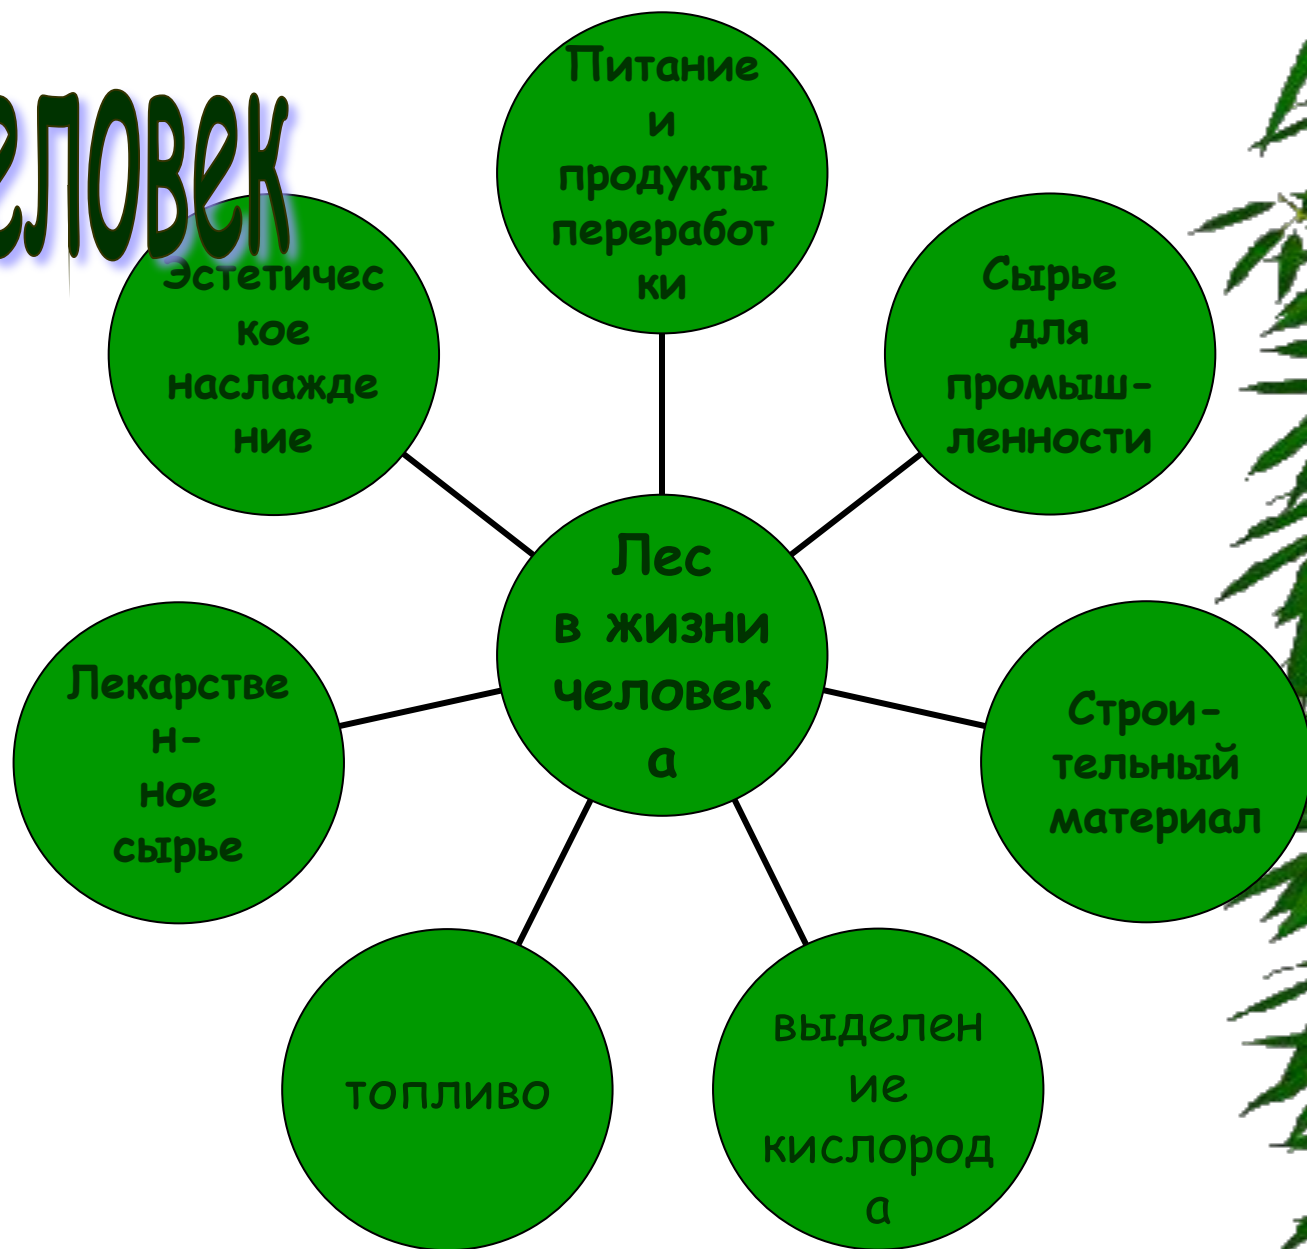 еловек
Питание
и
продукты
переработ
ки
Эстетичес
кое
наслажде
ние
Сырье
для
промыш-
ленности
Лес
в жизни
человек
а
Лекарстве
н-
ное
сырье
Строи-
тельный
материал
топливо
выделен
ие
кислород
а